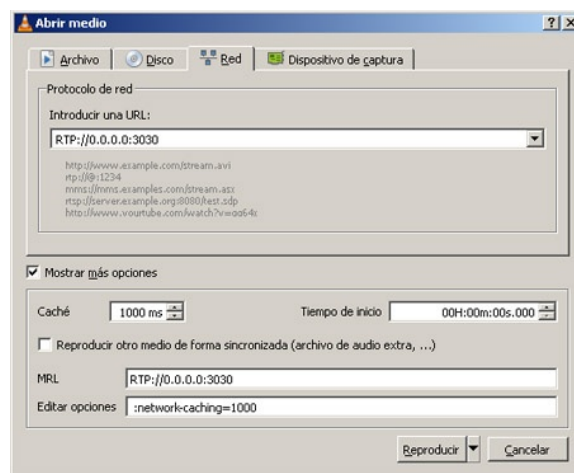 Abrir medio
Archivo Disco Red Dispositivo de captura
Protocolo de red
Introducir una URL:
RTP://0.0.0.0:3030
http://www.example.com/stream.avi
rtp://@:1234
mms://mms.examples.com/stream.asx
rtsp://server.example.org:8080/test.sdp
http://www.yourtube.com/watch?v=gg64x
Mostrar más opciones
Caché 1000 ms Tiempo de inicio 00H:00m:00s.000
Reproducir otro medio de forma sincronizada (archivo de audio extra, ...)
MRL RTP://0.0.0.0:3030
Editar opciones :network-caching=1000
Reproducir Cancelar